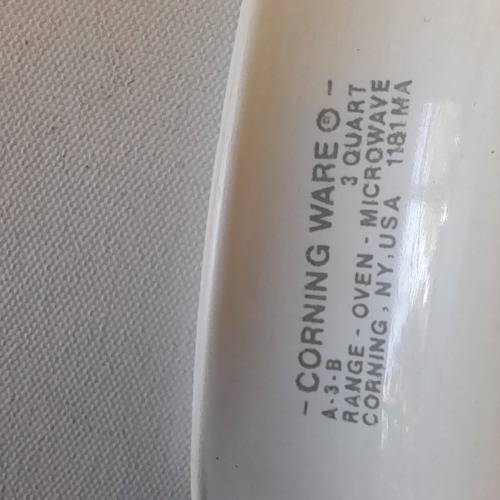 - CORNING WARE ® -
A-3-B 3 QUART
RANGE - OVEN - MICROWAVE
CORNING, NY, USA 1181MA